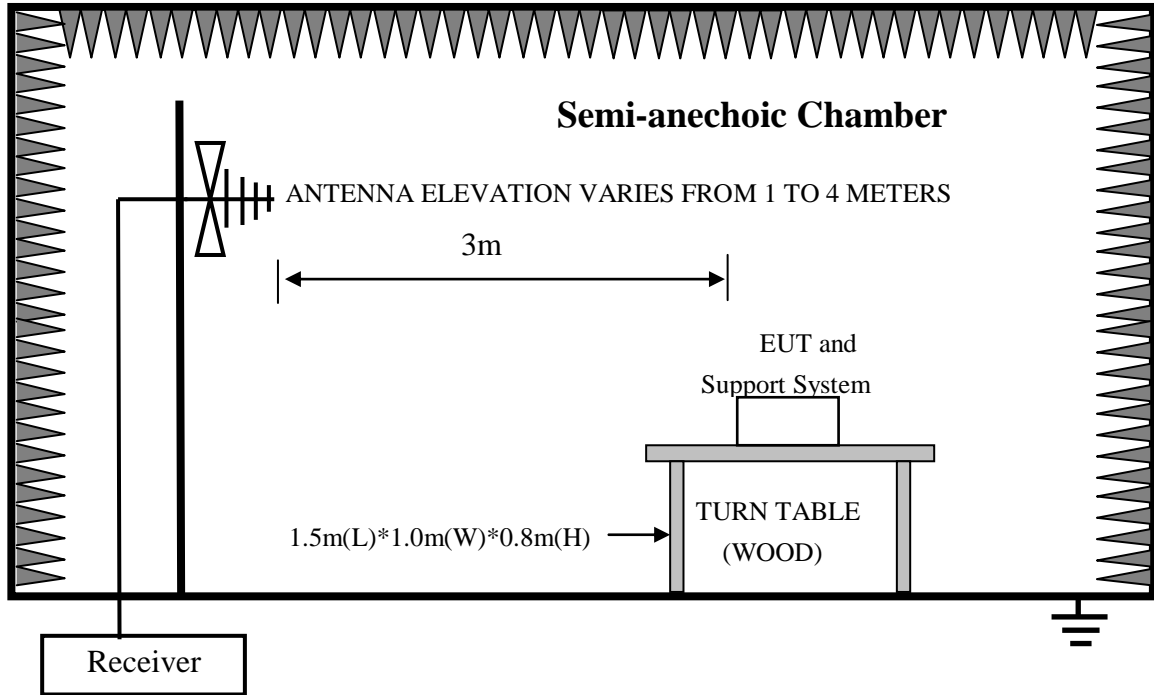 Semi-anechoic Chamber
ANTENNA ELEVATION VARIES FROM 1 TO 4 METERS
3m
EUT and
Support System
1.5m(L)*1.0m(W)*0.8m(H)
TURN TABLE
(WOOD)
Receiver